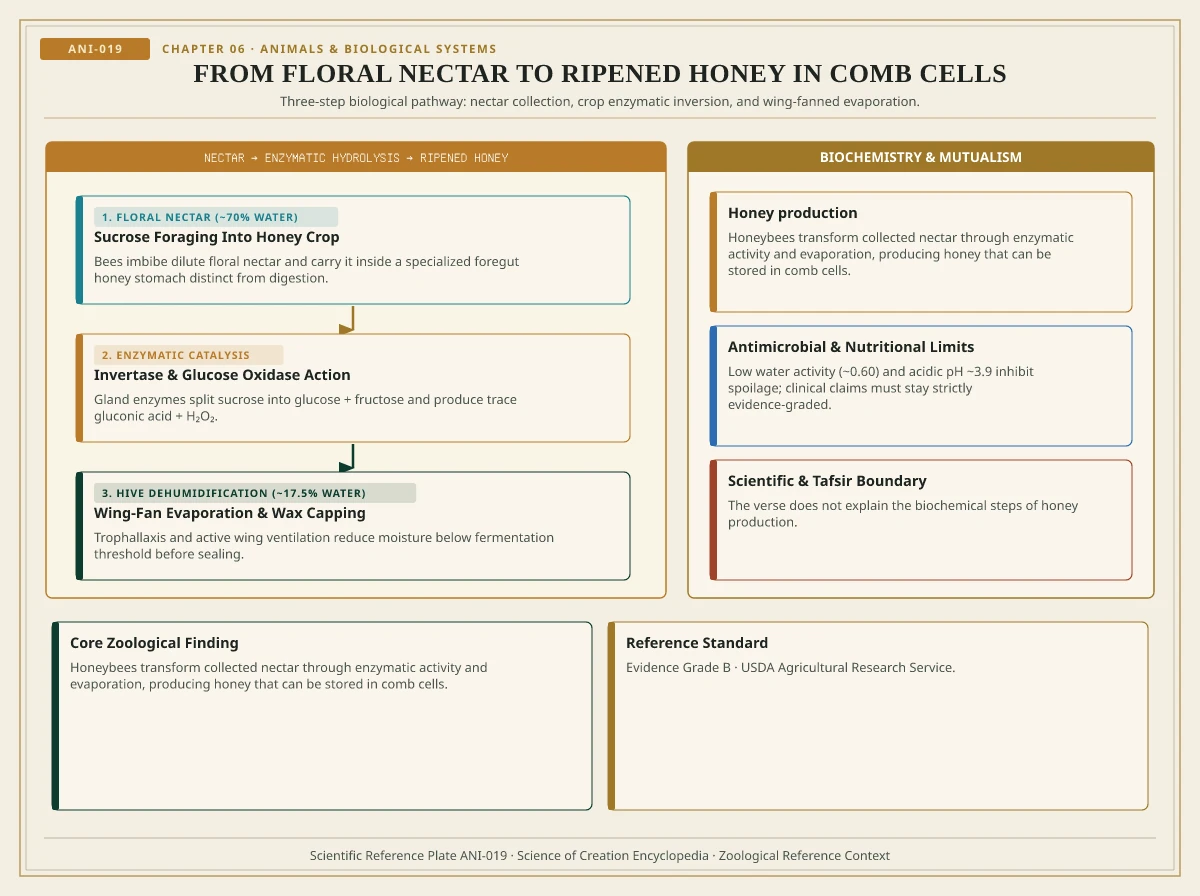 ANI-019
CHAPTER 06 · ANIMALS & BIOLOGICAL SYSTEMS
FROM FLORAL NECTAR TO RIPENED HONEY IN COMB CELLS
Three-step biological pathway: nectar collection, crop enzymatic inversion, and wing-fanned evaporation.
NECTAR → ENZYMATIC HYDROLYSIS → RIPENED HONEY
1. FLORAL NECTAR (~70% WATER)
Sucrose Foraging Into Honey Crop
Bees imbibe dilute floral nectar and carry it inside a specialized foregut
honey stomach distinct from digestion.
2. ENZYMATIC CATALYSIS
Invertase & Glucose Oxidase Action
Gland enzymes split sucrose into glucose + fructose and produce trace
gluconic acid + H₂O₂.
3. HIVE DEHUMIDIFICATION (~17.5% WATER)
Wing-Fan Evaporation & Wax Capping
Trophallaxis and active wing ventilation reduce moisture below fermentation
threshold before sealing.
BIOCHEMISTRY & MUTUALISM
Honey production
Honeybees transform collected nectar through enzymatic
activity and evaporation, producing honey that can be
stored in comb cells.
Antimicrobial & Nutritional Limits
Low water activity (~0.60) and acidic pH ~3.9 inhibit
spoilage; clinical claims must stay strictly
evidence-graded.
Scientific & Tafsir Boundary
The verse does not explain the biochemical steps of honey
production.
Core Zoological Finding
Honeybees transform collected nectar through enzymatic activity and
evaporation, producing honey that can be stored in comb cells.
Reference Standard
Evidence Grade B · USDA Agricultural Research Service.
Scientific Reference Plate ANI-019 · Science of Creation Encyclopedia · Zoological Reference Context